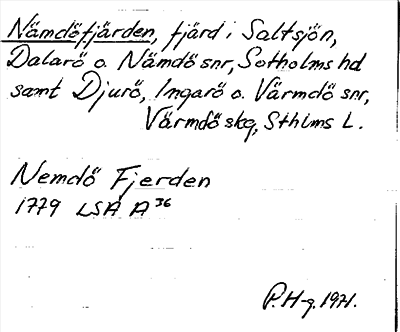 Nämdöfjärden, fjärd i Saltsjön,
Dalarö o. Nämdö snr, Sotholms hd
samt Djurö, Ingarö o. Värmdö snr,
Värmdö skg, Sthlms L.
Nemdö Fjerden
1779 LSA A36
P.H-g. 1971.